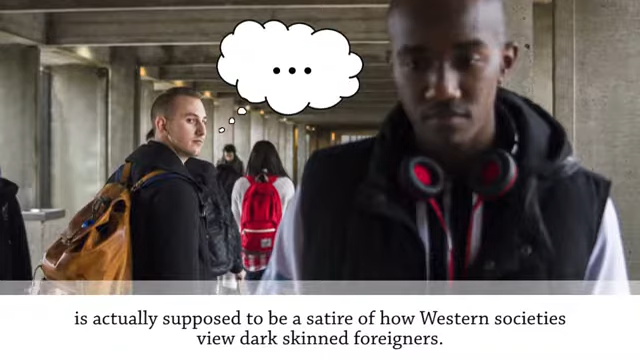 is actually supposed to be a satire of how Western societies
view dark skinned foreigners.